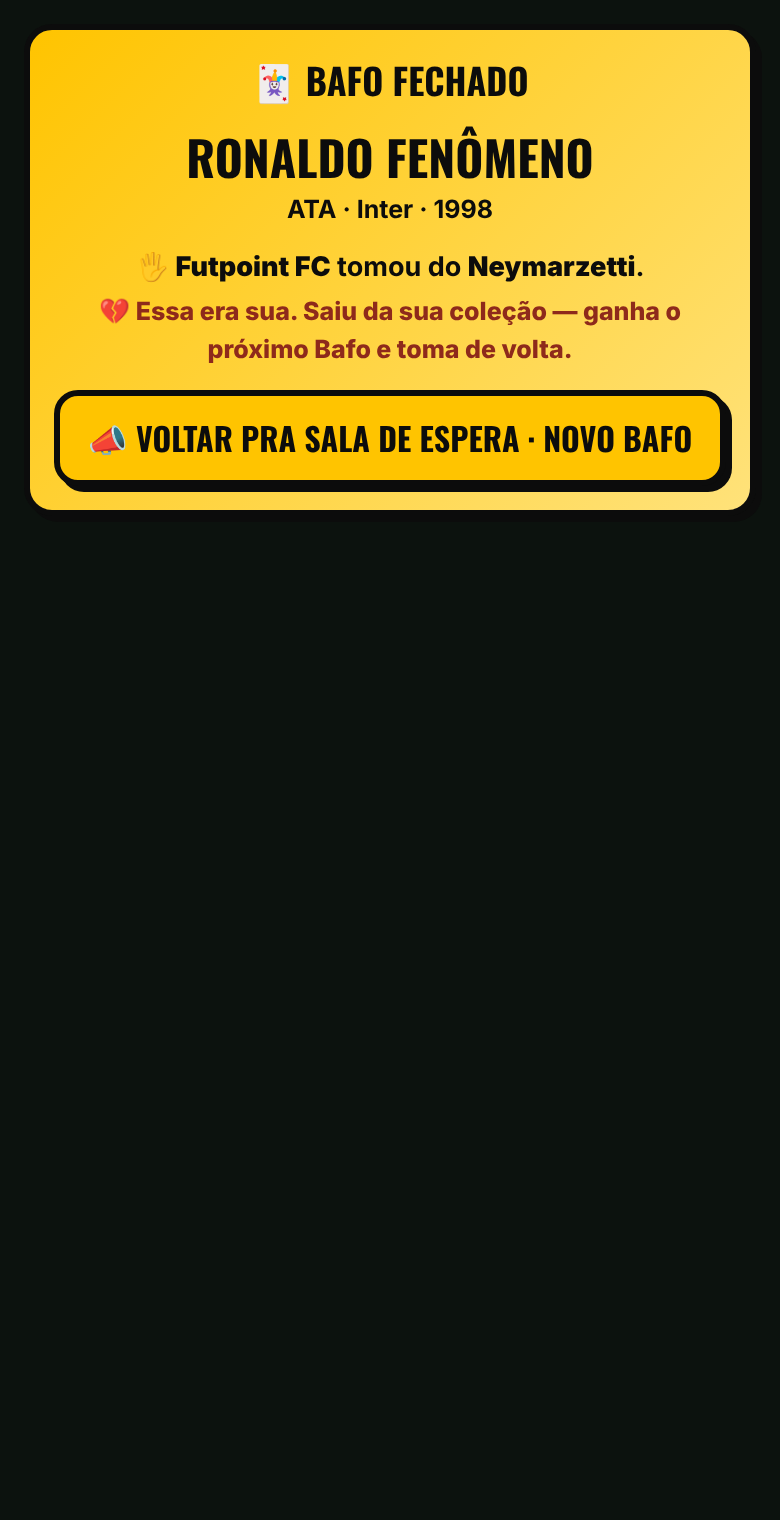 🃏 BAFO FECHADO
RONALDO FENÔMENO
ATA · Inter · 1998
🖐️ Futpoint FC tomou do Neymarzetti.
💔 Essa era sua. Saiu da sua coleção — ganha o
próximo Bafo e toma de volta.
📣 VOLTAR PRA SALA DE ESPERA · NOVO BAFO